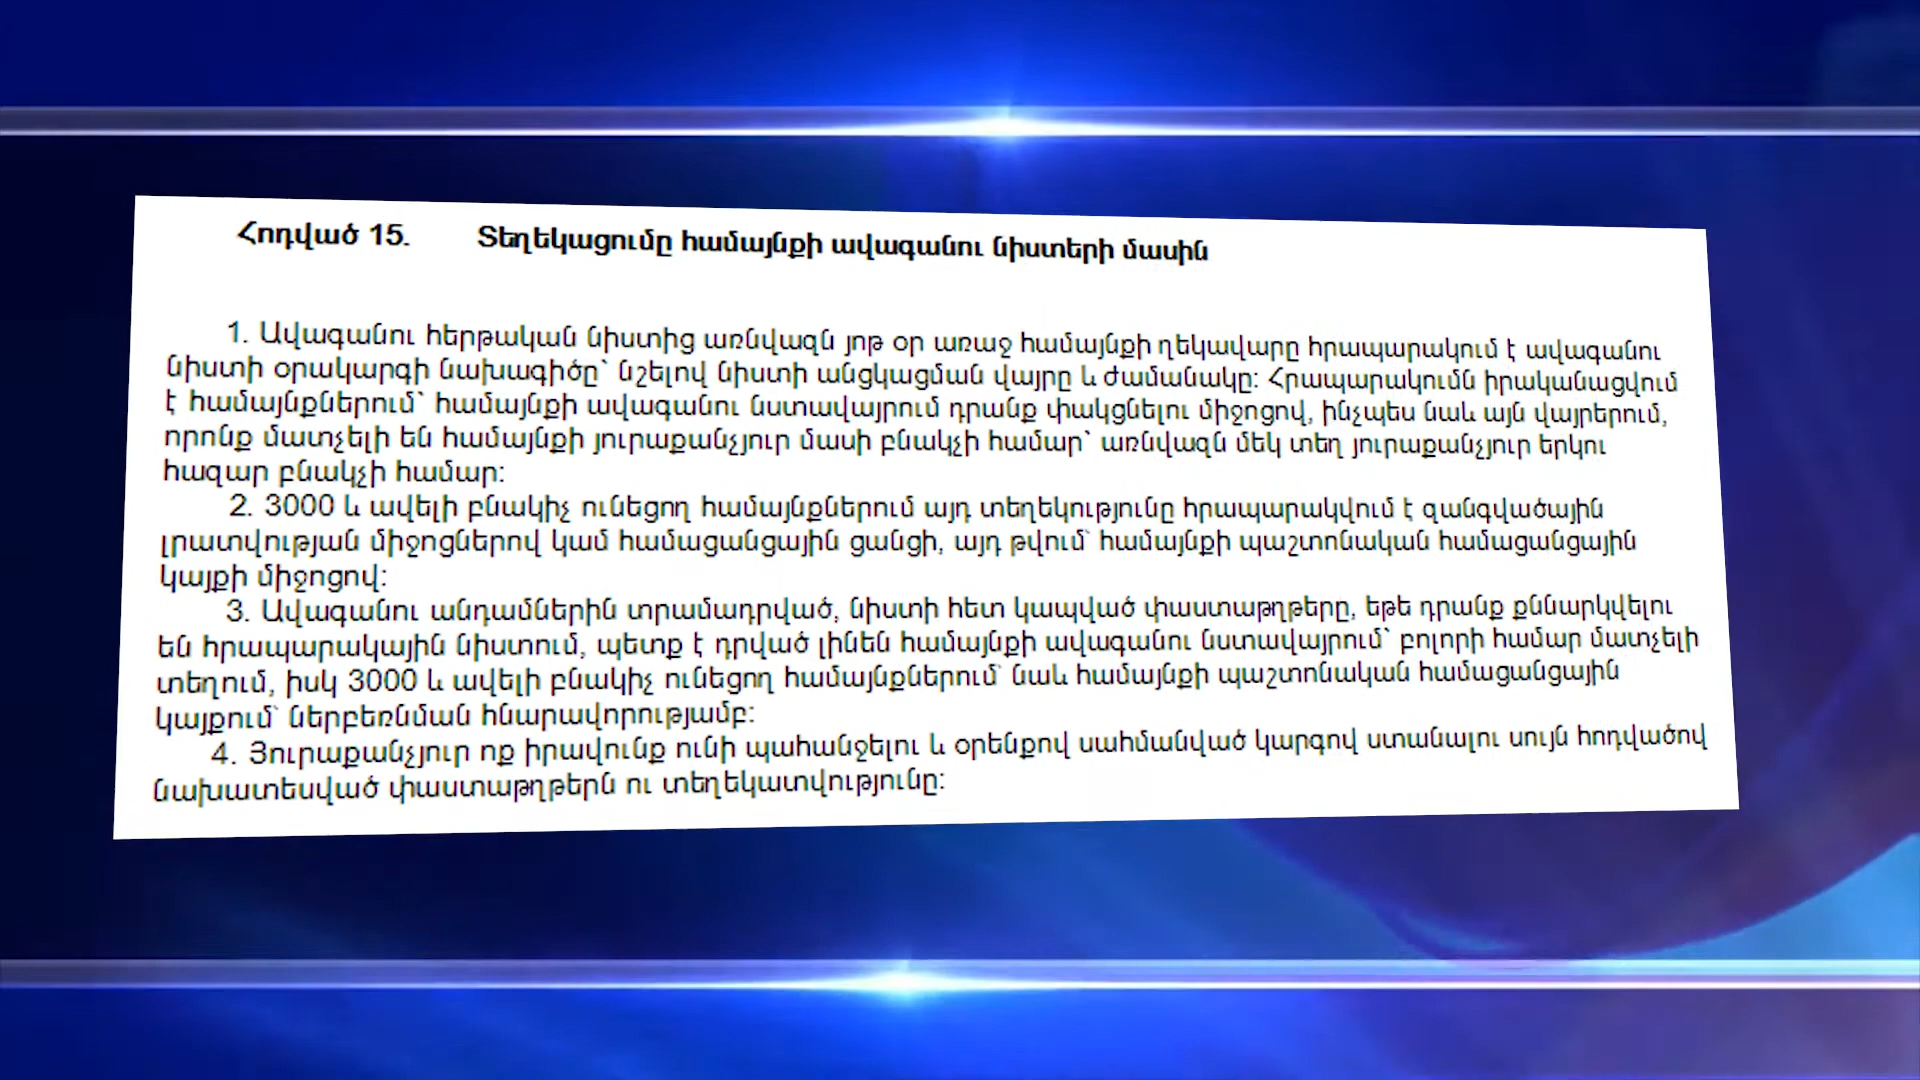 Հոդված 15. Տեղեկացումը համայնքի ավագանու նիստերի մասին
1. Ավագանու հերթական նիստից առնվազն յոթ օր առաջ համայնքի ղեկավարը հրապարակում է ավագանու
նիստի օրակարգի նախագիծը` նշելով նիստի անցկացման վայրը և ժամանակը: Հրապարակումն իրականացվում
է համայնքներում` համայնքի ավագանու նստավայրում դրանք փակցնելու միջոցով, ինչպես նաև այն վայրերում,
որոնք մատչելի են համայնքի յուրաքանչյուր մասի բնակչի համար` առնվազն մեկ տեղ յուրաքանչյուր երկու
հազար բնակչի համար:
2. 3000 և ավելի բնակիչ ունեցող համայնքներում այդ տեղեկությունը հրապարակվում է զանգվածային
լրատվության միջոցներով կամ համացանցային ցանցի, այդ թվում` համայնքի պաշտոնական համացանցային
կայքի միջոցով:
3. Ավագանու անդամներին տրամադրված, նիստի հետ կապված փաստաթղթերը, եթե դրանք քննարկվելու
են հրապարակային նիստում, պետք է դրված լինեն համայնքի ավագանու նստավայրում` բոլորի համար մատչելի
տեղում, իսկ 3000 և ավելի բնակիչ ունեցող համայնքներում` նաև համայնքի պաշտոնական համացանցային
կայքում` ներբեռնման հնարավորությամբ:
4. Յուրաքանչյուր ոք իրավունք ունի պահանջելու և օրենքով սահմանված կարգով ստանալու սույն հոդվածով
նախատեսված փաստաթղթերն ու տեղեկատվությունը: